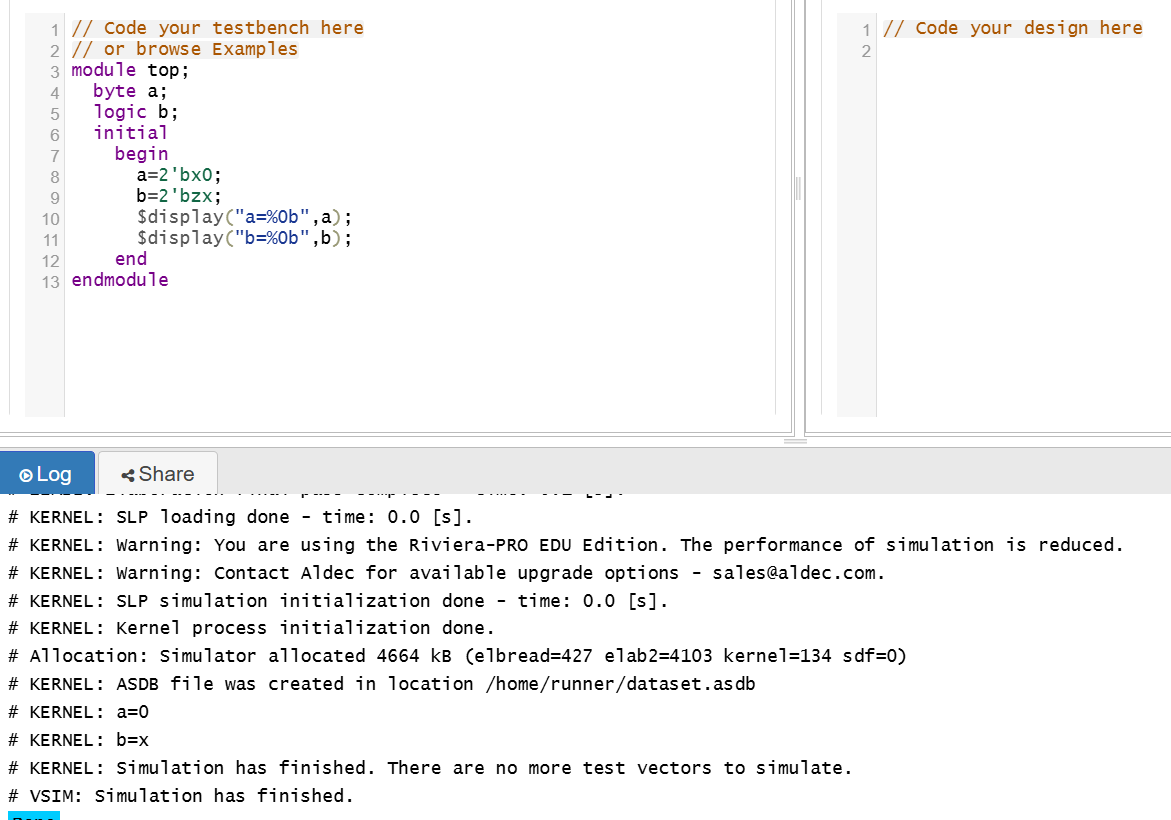 1 // Code your testbench here
2 // or browse Examples
3 module top;
4   byte a;
5   logic b;
6   initial
7     begin
8       a=2'bx0;
9       b=2'bzx;
10       $display("a=%0b",a);
11       $display("b=%0b",b);
12     end
13 endmodule
1 // Code your design here
2
Log Share
# KERNEL: SLP loading done - time: 0.0 [s].
# KERNEL: Warning: You are using the Riviera-PRO EDU Edition. The performance of simulation is reduced.
# KERNEL: Warning: Contact Aldec for available upgrade options - sales@aldec.com.
# KERNEL: SLP simulation initialization done - time: 0.0 [s].
# KERNEL: Kernel process initialization done.
# Allocation: Simulator allocated 4664 kB (elbread=427 elab2=4103 kernel=134 sdf=0)
# KERNEL: ASDB file was created in location /home/runner/dataset.asdb
# KERNEL: a=0
# KERNEL: b=x
# KERNEL: Simulation has finished. There are no more test vectors to simulate.
# VSIM: Simulation has finished.